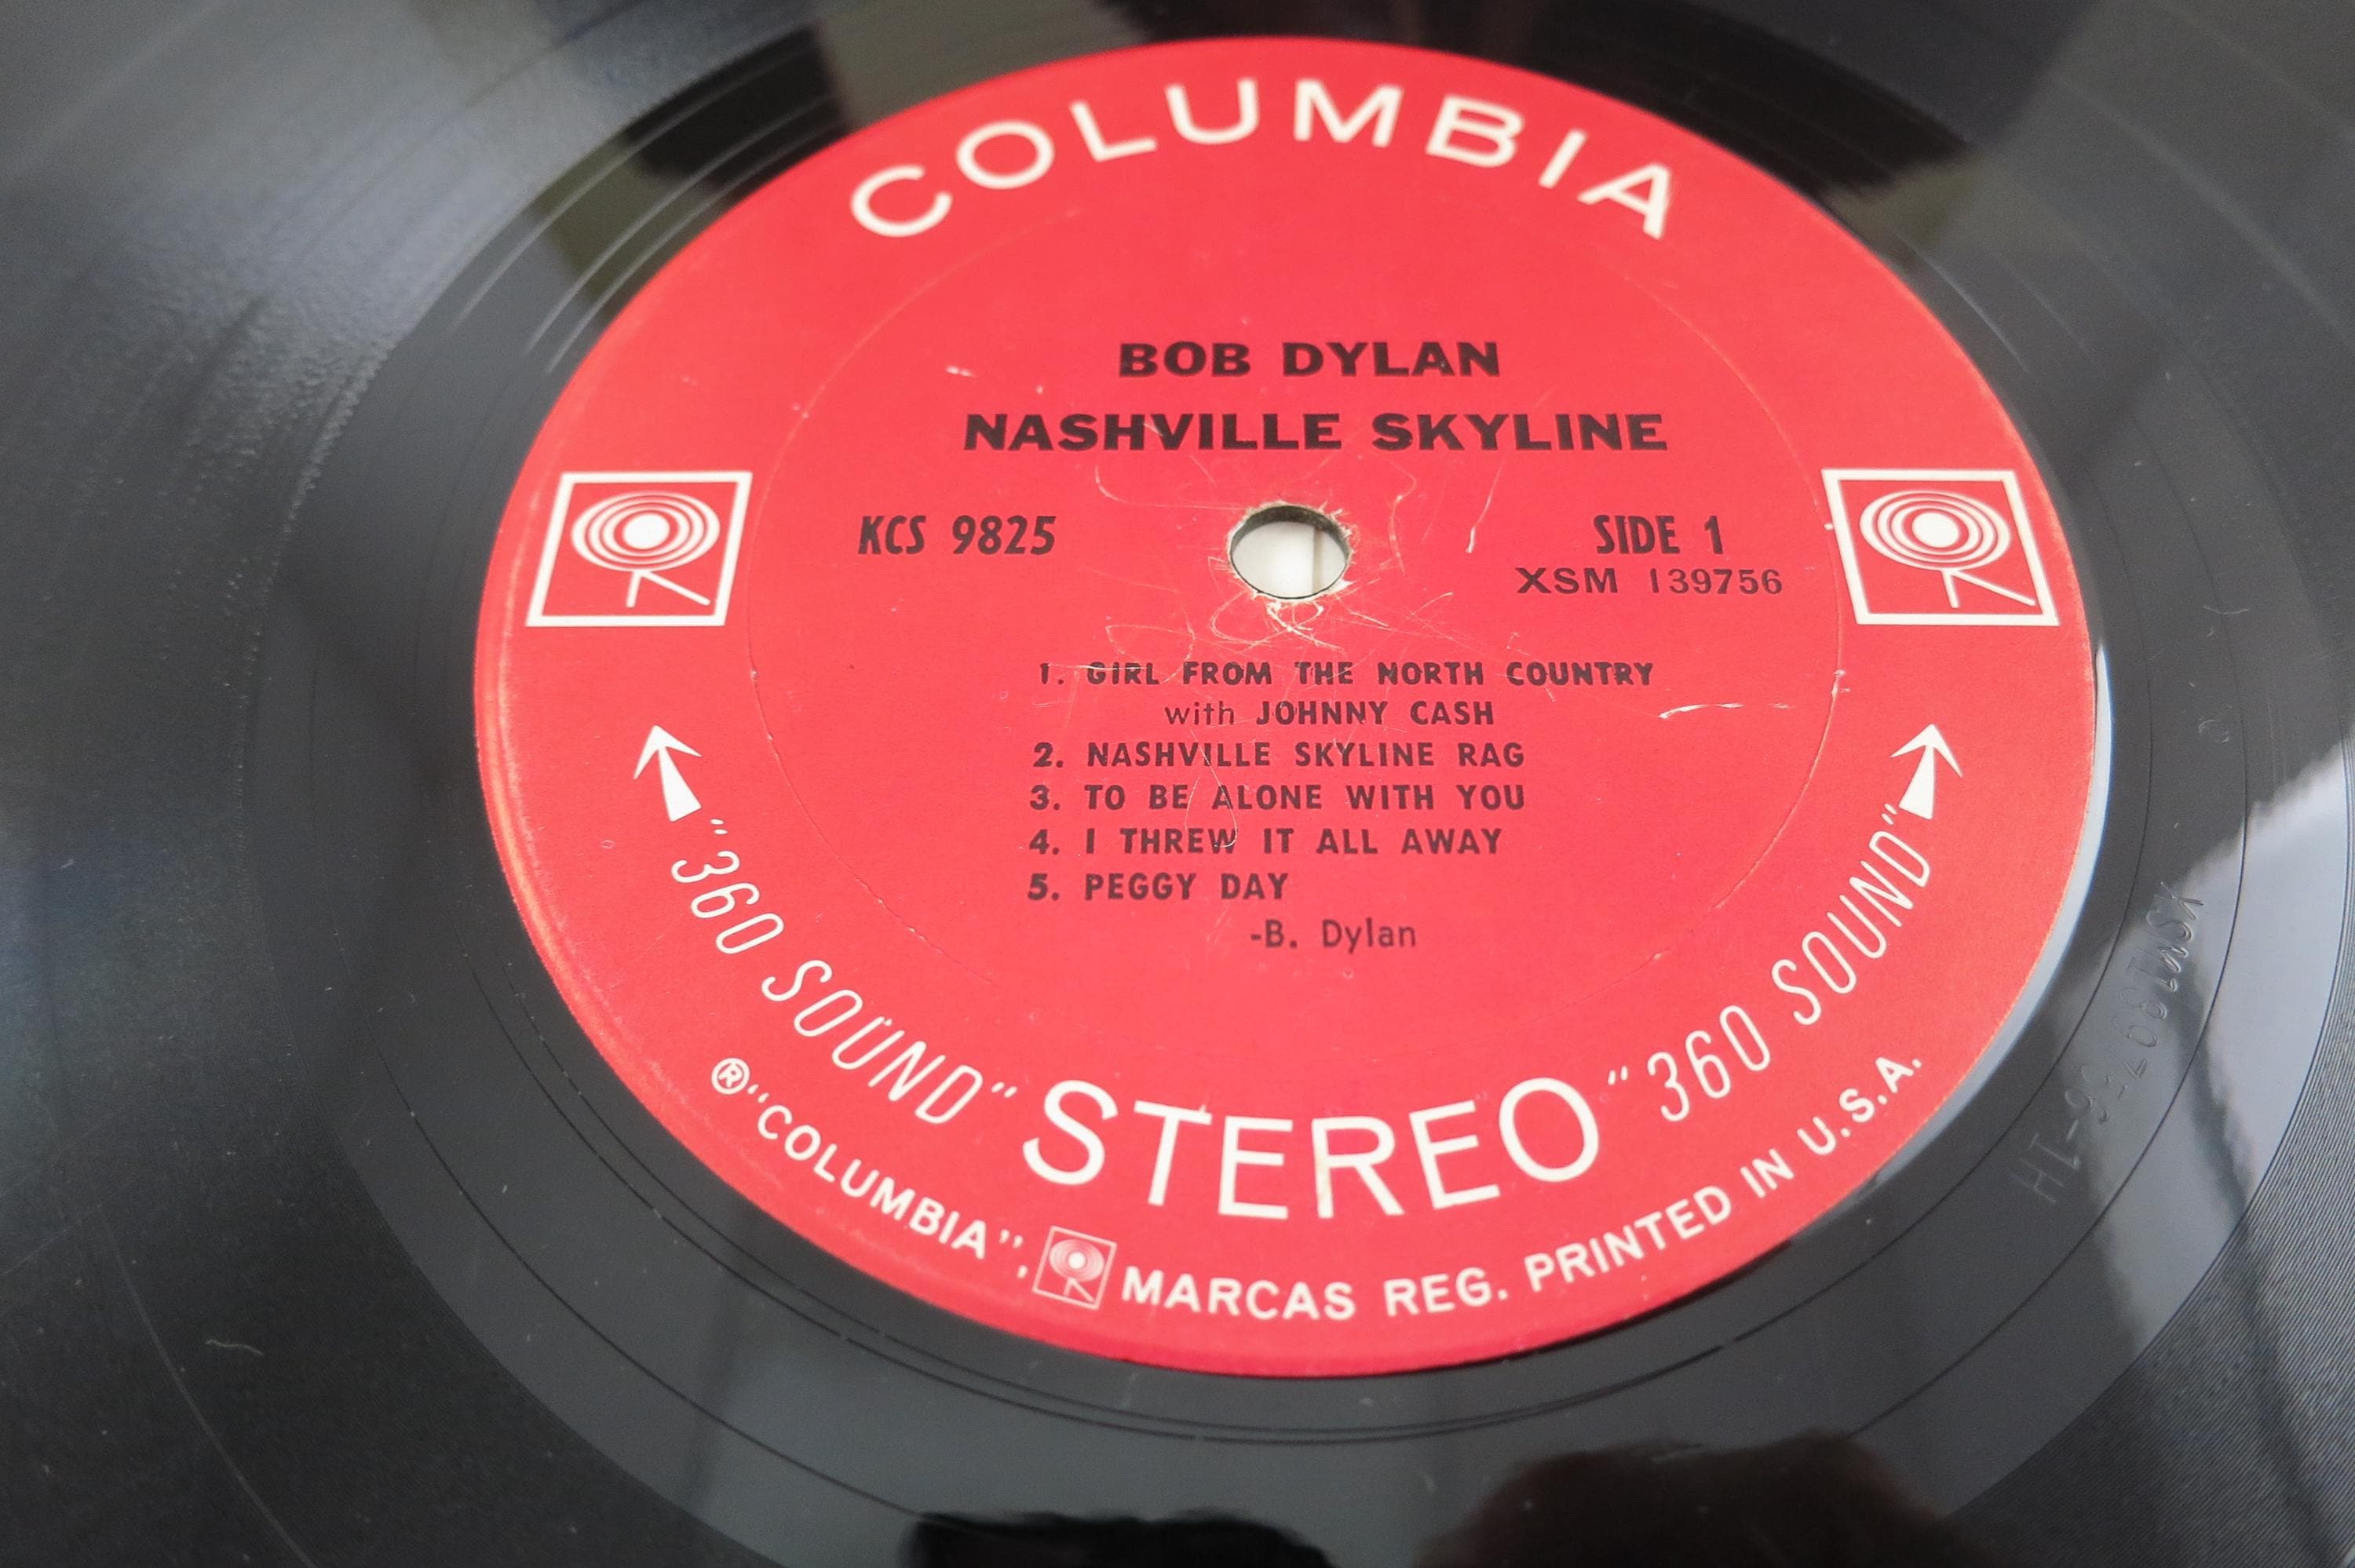 COLUMBIA
BOB DYLAN
NASHVILLE SKYLINE
KCS 9825
SIDE 1
XSM 139756
1. GIRL FROM THE NORTH COUNTRY
with JOHNNY CASH
2. NASHVILLE SKYLINE RAG
3. TO BE ALONE WITH YOU
4. I THREW IT ALL AWAY
5. PEGGY DAY
-B. Dylan
"360 SOUND" STEREO "360 SOUND"
® "COLUMBIA", MARCAS REG. PRINTED IN U.S.A.